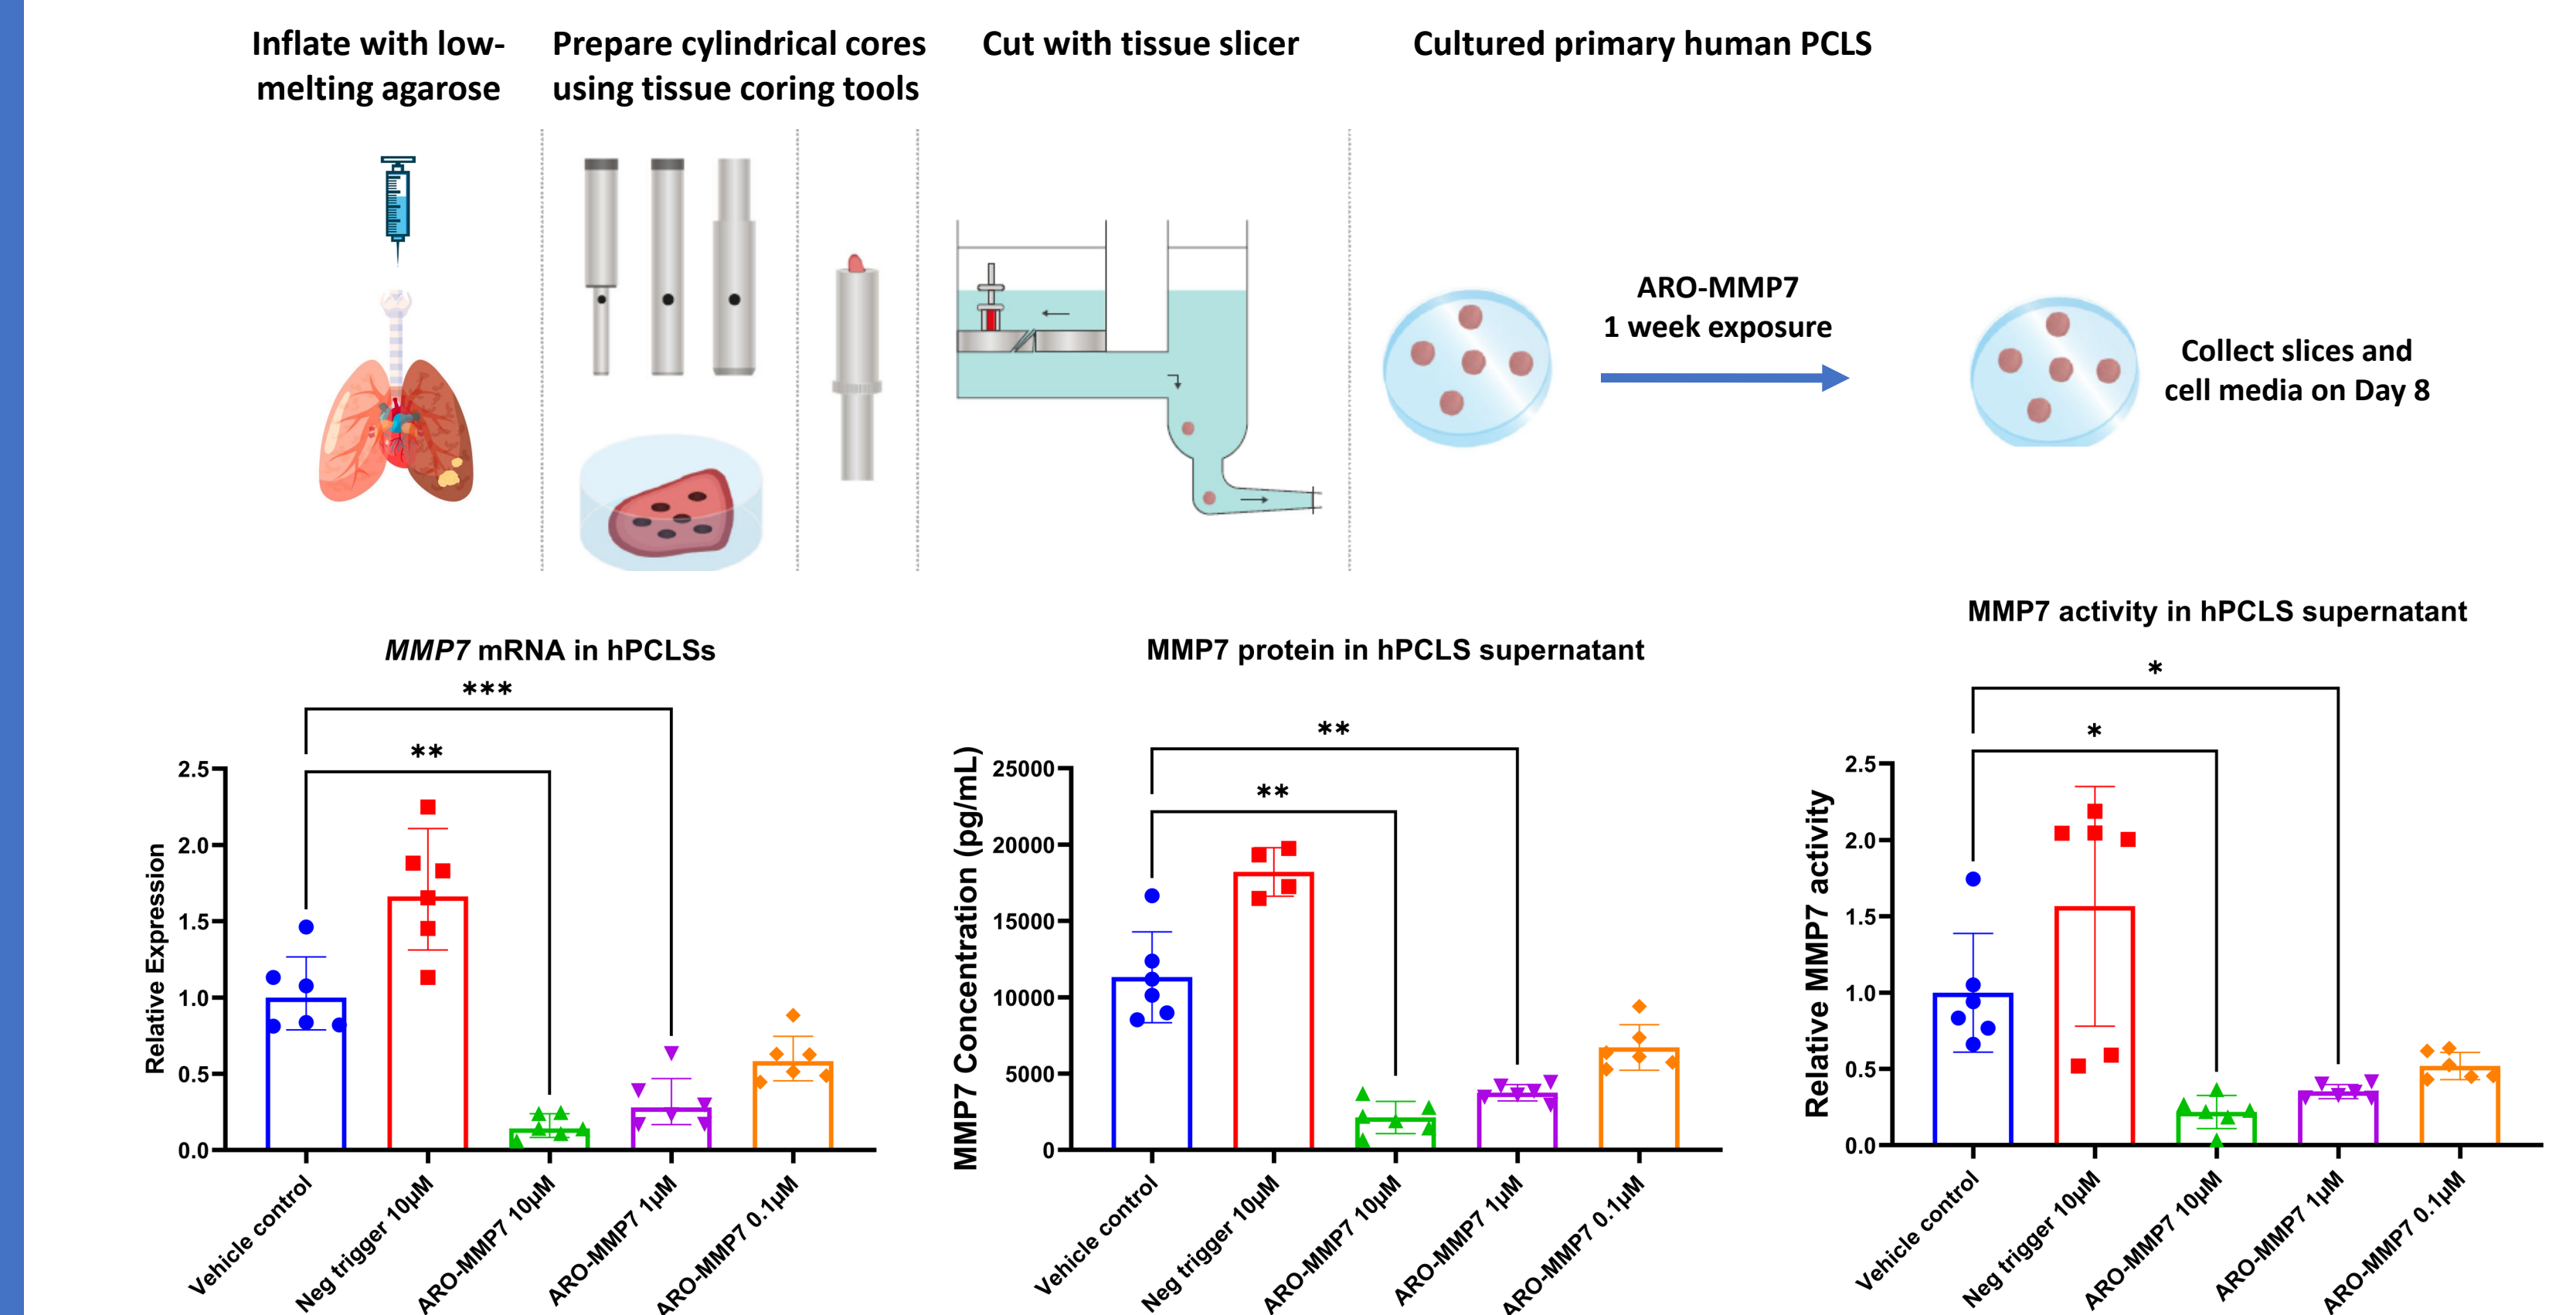 Inflate with low-
melting agarose
Prepare cylindrical cores
using tissue coring tools
Cut with tissue slicer
Cultured primary human PCLS
ARO-MMP7
1 week exposure
Collect slices and
cell media on Day 8
MMP7 mRNA in hPCLSs
***
**
Relative Expression
2.5
2.0
1.5
1.0
0.5
0.0
Vehicle control
Neg trigger 10µM
ARO-MMP7 10µM
ARO-MMP7 1µM
ARO-MMP7 0.1µM
MMP7 protein in hPCLS supernatant
**
**
MMP7 Concentration (pg/mL)
25000
20000
15000
10000
5000
0
Vehicle control
Neg trigger 10µM
ARO-MMP7 10µM
ARO-MMP7 1µM
ARO-MMP7 0.1µM
MMP7 activity in hPCLS supernatant
*
*
Relative MMP7 activity
2.5
2.0
1.5
1.0
0.5
0.0
Vehicle control
Neg trigger 10µM
ARO-MMP7 10µM
ARO-MMP7 1µM
ARO-MMP7 0.1µM